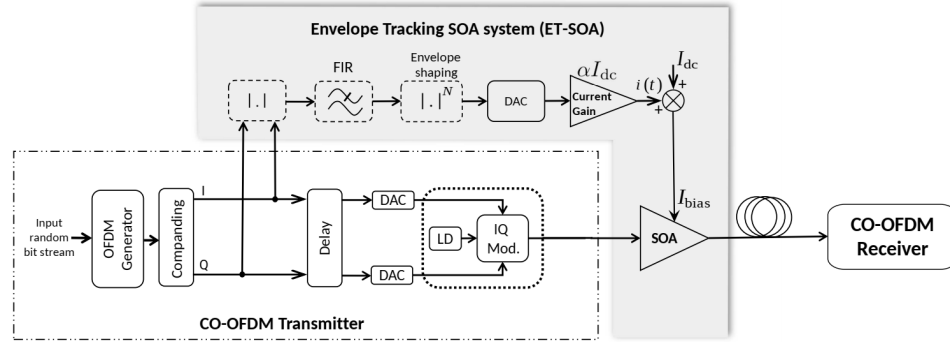 Envelope Tracking SOA system (ET-SOA)
|.|
FIR
Envelope
shaping
|.|^N
DAC
αI_dc
Current
Gain
i(t)
I_dc
+
+
I_bias
Input
random
bit stream
OFDM
Generator
Companding
I
Q
Delay
DAC
DAC
LD
IQ
Mod.
SOA
CO-OFDM
Receiver
CO-OFDM Transmitter